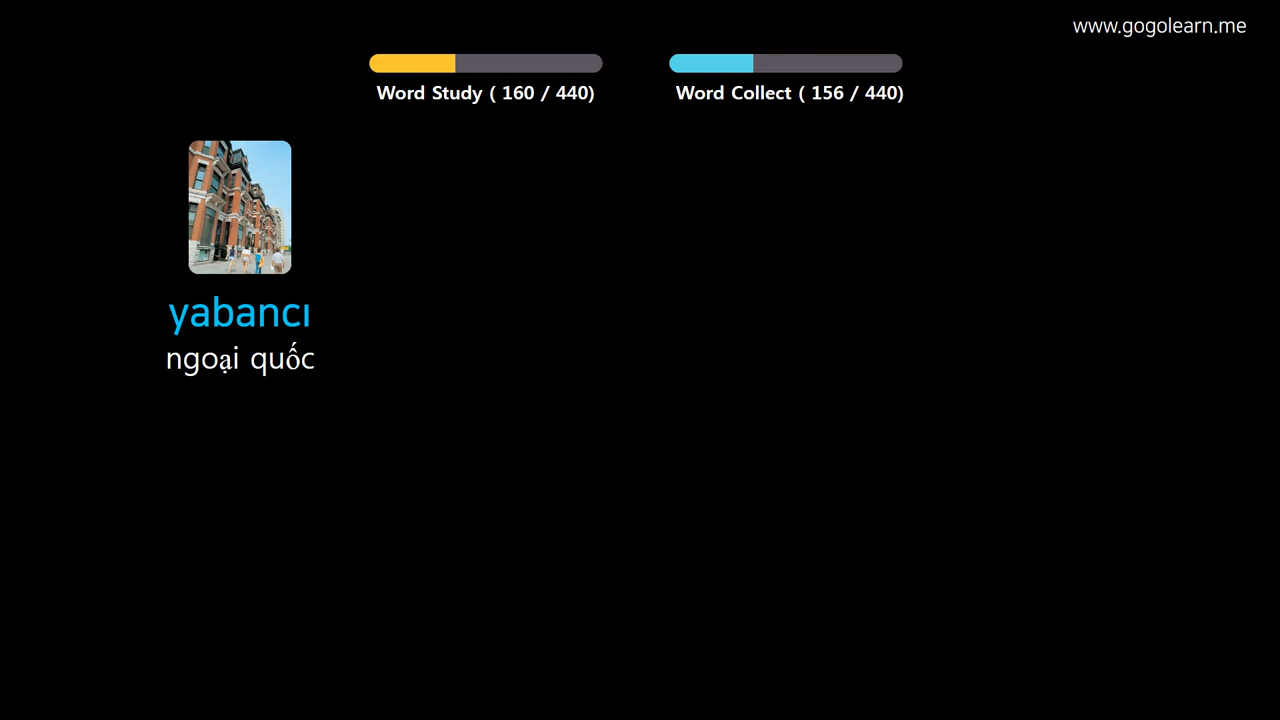 www.gogolearn.me
Word Study ( 160 / 440)
Word Collect ( 156 / 440)
yabancı
ngoại quốc